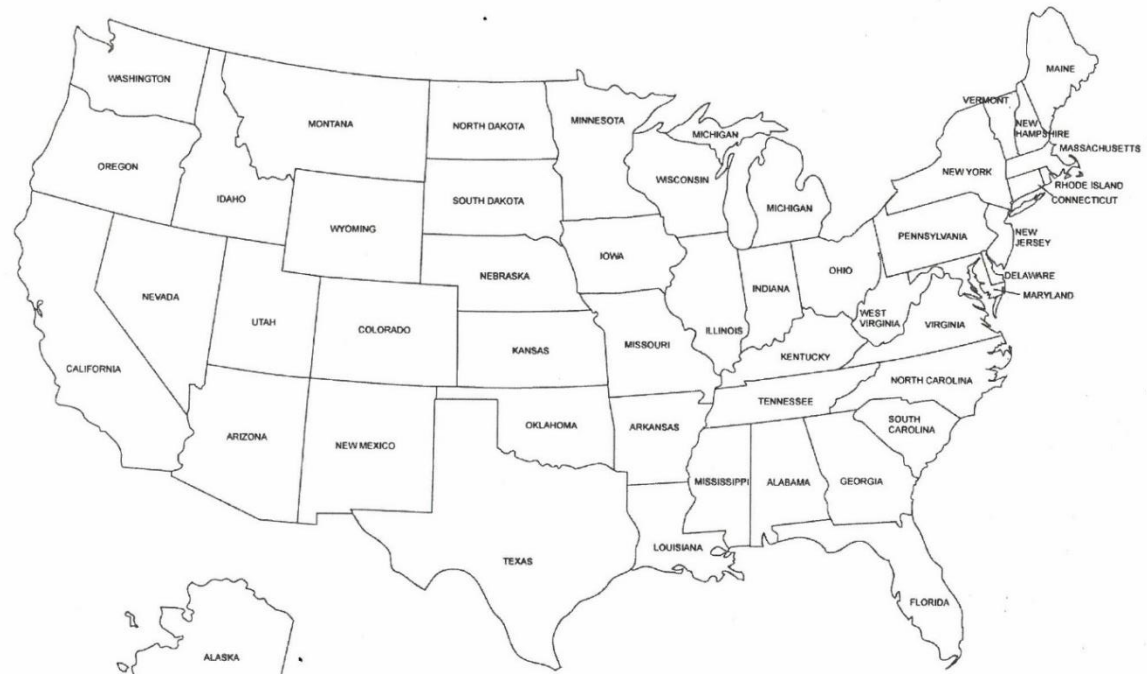 WASHINGTON
MONTANA
NORTH DAKOTA
MINNESOTA
MICHIGAN
MAINE
VERMONT
NEW
HAMPSHIRE
MASSACHUSETTS
OREGON
IDAHO
SOUTH DAKOTA
WISCONSIN
MICHIGAN
NEW YORK
RHODE ISLAND
CONNECTICUT
WYOMING
PENNSYLVANIA
NEW
JERSEY
NEBRASKA
IOWA
OHIO
INDIANA
DELAWARE
MARYLAND
NEVADA
UTAH
COLORADO
KANSAS
MISSOURI
ILLINOIS
WEST
VIRGINIA
VIRGINIA
KENTUCKY
CALIFORNIA
NORTH CAROLINA
TENNESSEE
ARIZONA
NEW MEXICO
OKLAHOMA
ARKANSAS
SOUTH
CAROLINA
MISSISSIPPI
ALABAMA
GEORGIA
LOUISIANA
TEXAS
FLORIDA
ALASKA